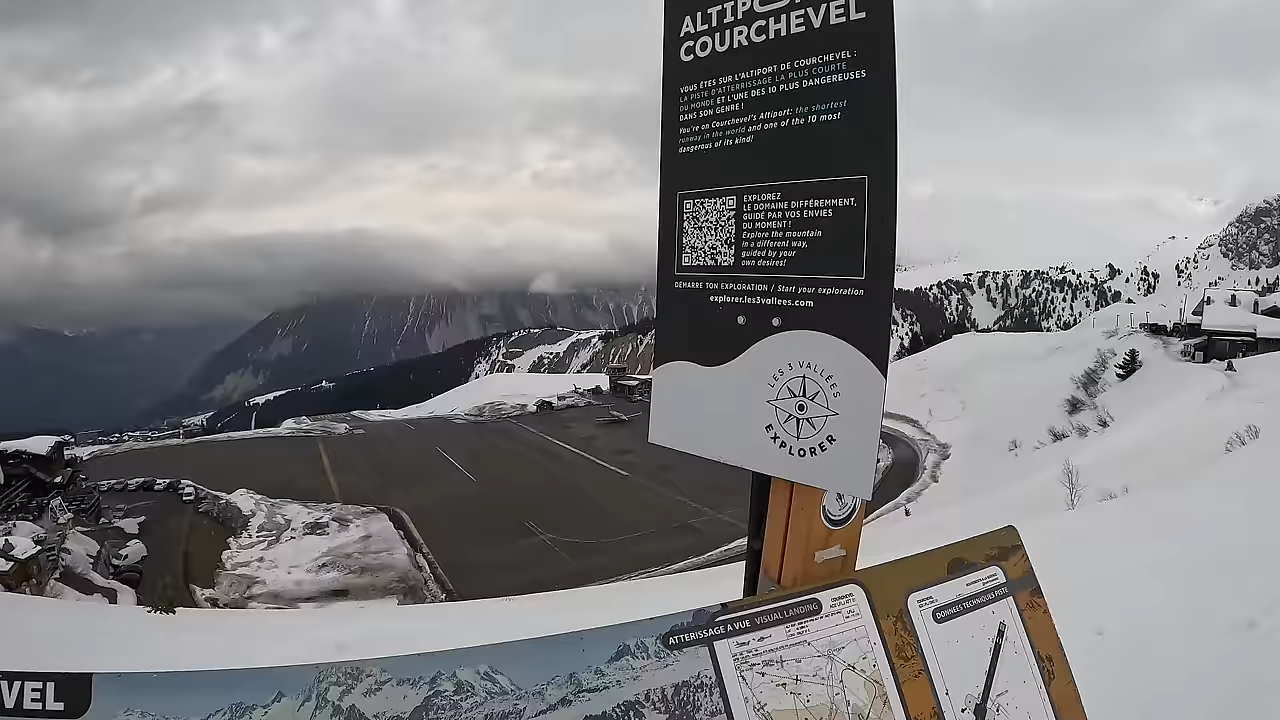 ALTIPORT
COURCHEVEL
VOUS ÊTES SUR L'ALTIPORT DE COURCHEVEL :
LA PISTE D'ATTERRISSAGE LA PLUS COURTE
DU MONDE ET L'UNE DES 10 PLUS DANGEREUSES
DANS SON GENRE !
You're on Courchevel's Altiport: the shortest
runway in the world and one of the 10 most
dangerous of its kind!
EXPLOREZ
LE DOMAINE DIFFÉREMMENT,
GUIDÉ PAR VOS ENVIES
DU MOMENT !
Explore the mountain
in a different way,
guided by your
own desires!
DÉMARRE TON EXPLORATION / Start your exploration
explorer.les3vallees.com
LES 3 VALLÉES
EXPLORER
ATTERRISSAGE A VUE VISUAL LANDING
COURCHEVEL
DONNÉES TECHNIQUES PISTE
VEL